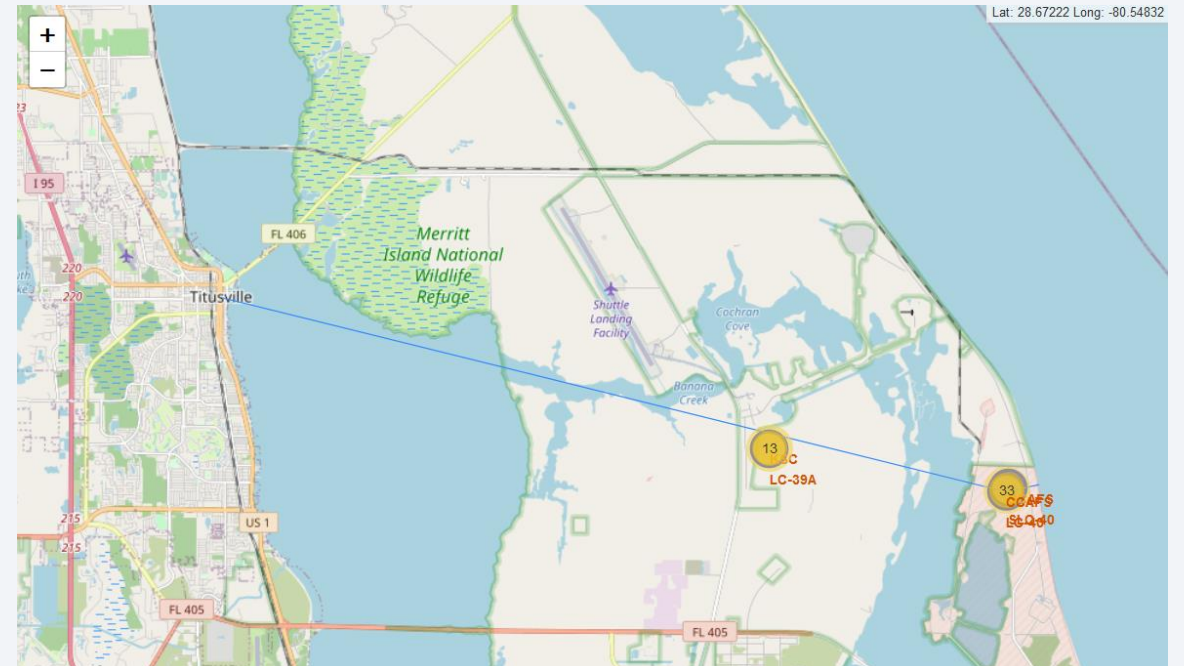 Lat: 28.67222 Long: -80.54832
+
−
I 95
FL 406
Merritt
Island National
Wildlife
Refuge
220
220
Titusville
Shuttle
Landing
Facility
Cochran
Cove
Banana
Creek
13
LC-39A
33
CCAFS
215
215
US 1
FL 405
FL 405